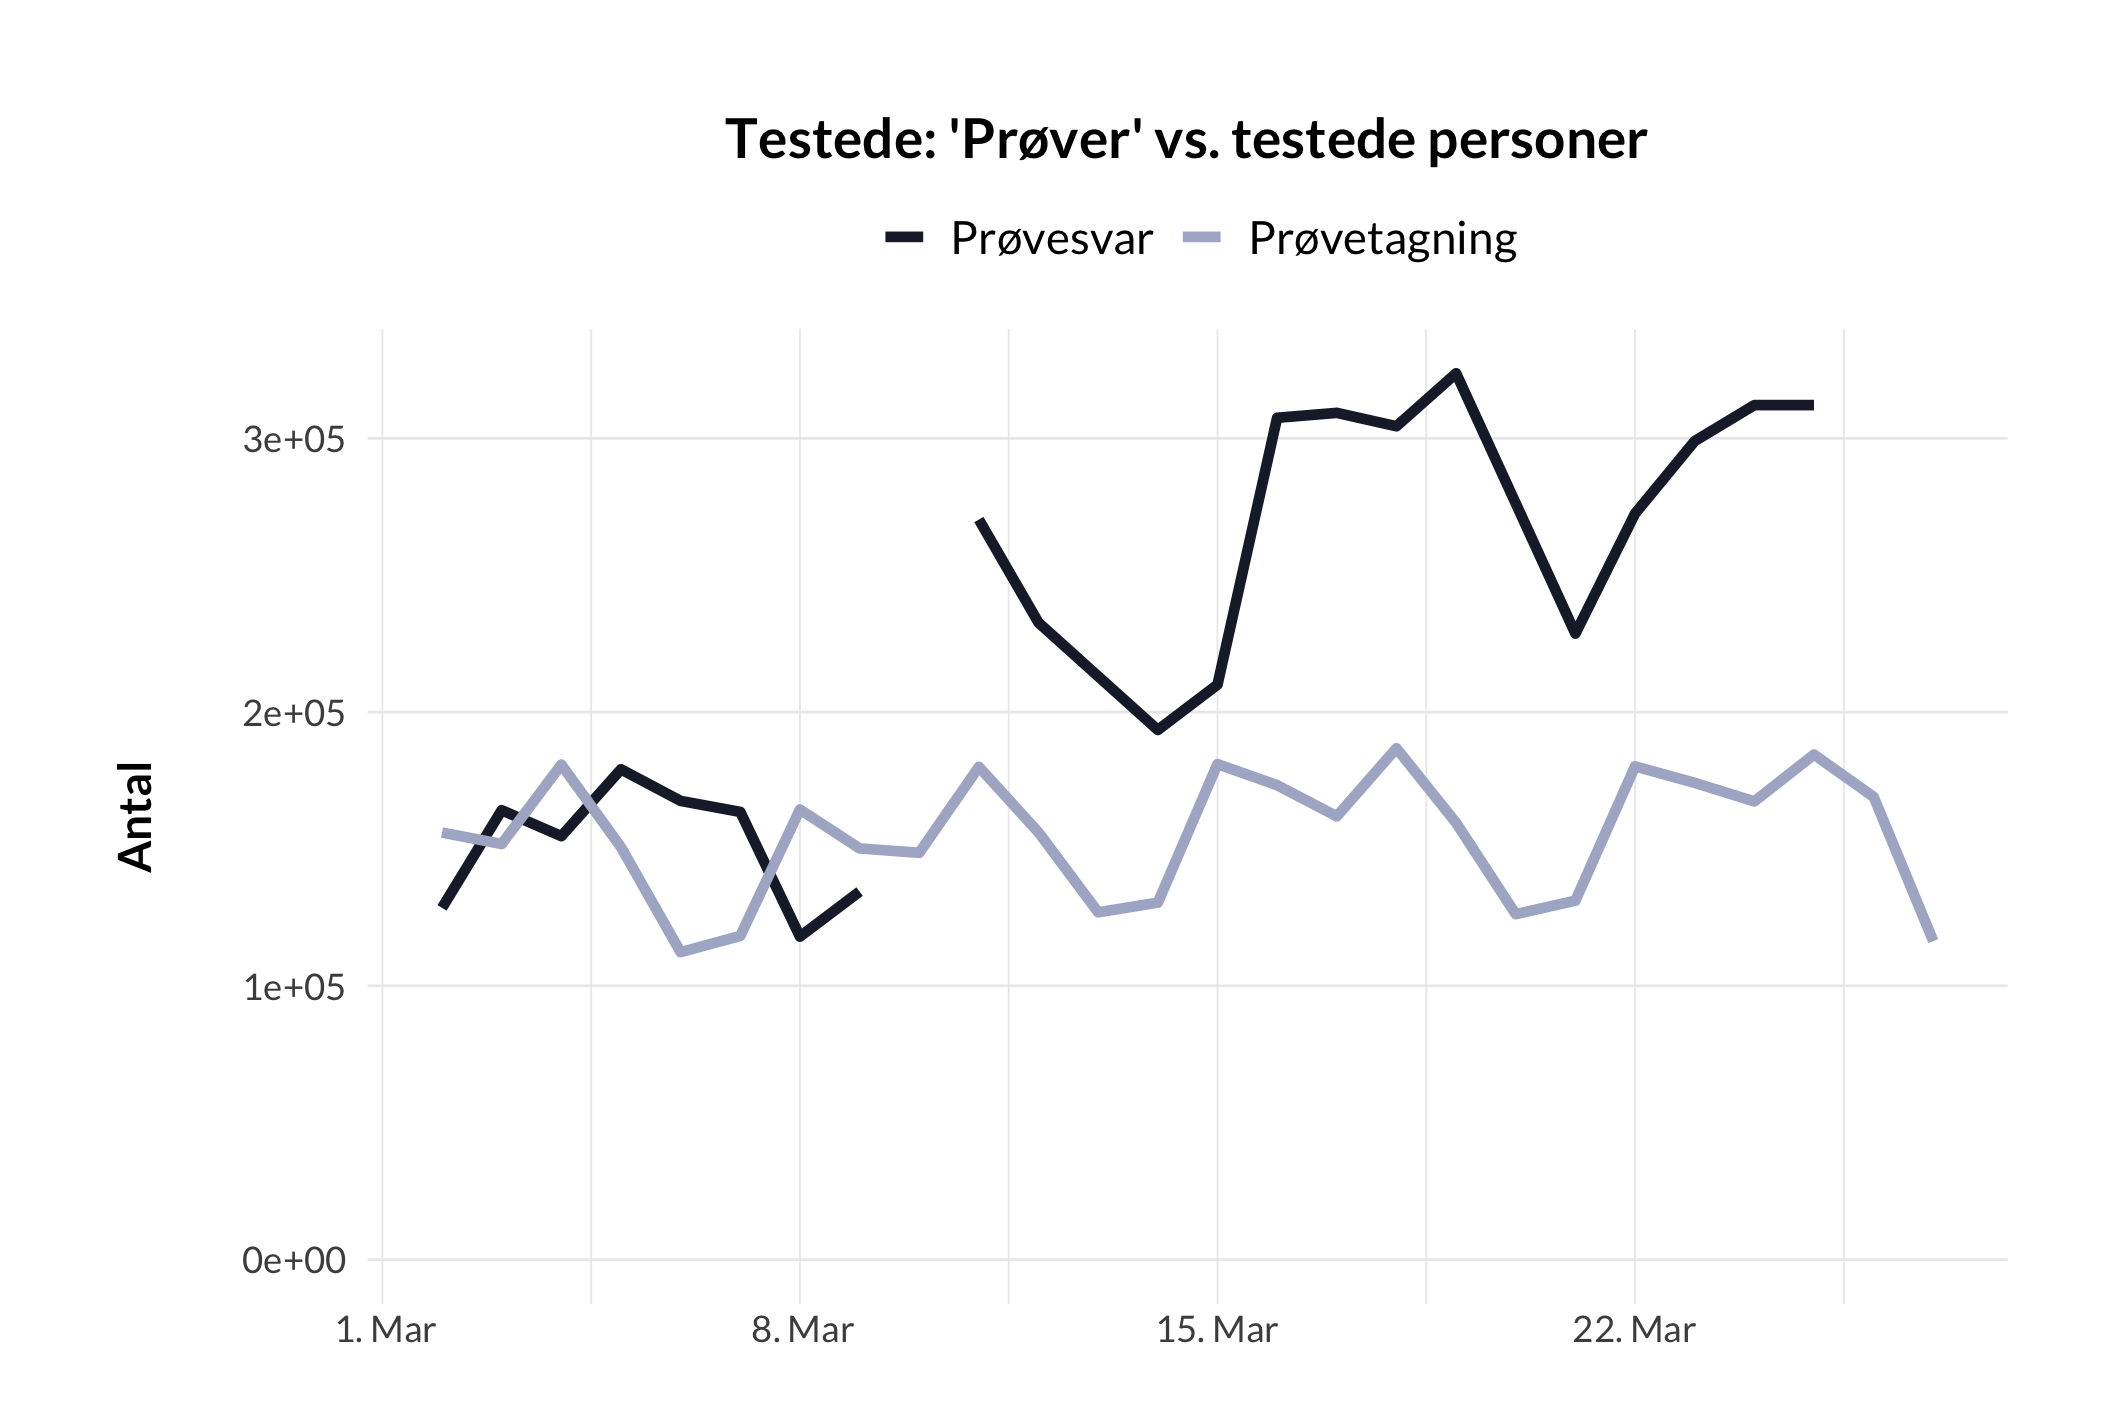 Testede: 'Prøver' vs. testede personer
Prøvesvar Prøvetagning
Antal
3e+05
2e+05
1e+05
0e+00
1. Mar 8. Mar 15. Mar 22. Mar